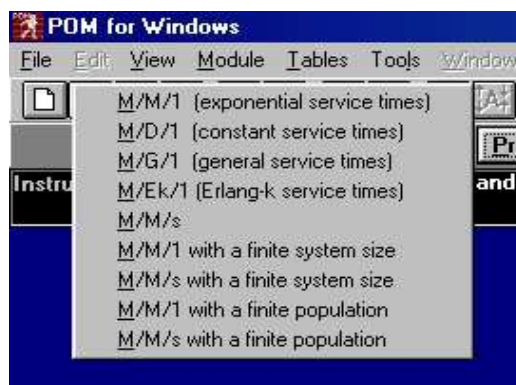 POM for Windows
File Edit View Module Tables Tools Window
M/M/1 (exponential service times)
M/D/1 (constant service times)
M/G/1 (general service times)
M/Ek/1 (Erlang-k service times)
M/M/s
M/M/1 with a finite system size
M/M/s with a finite system size
M/M/1 with a finite population
M/M/s with a finite population
Pr
Instru and